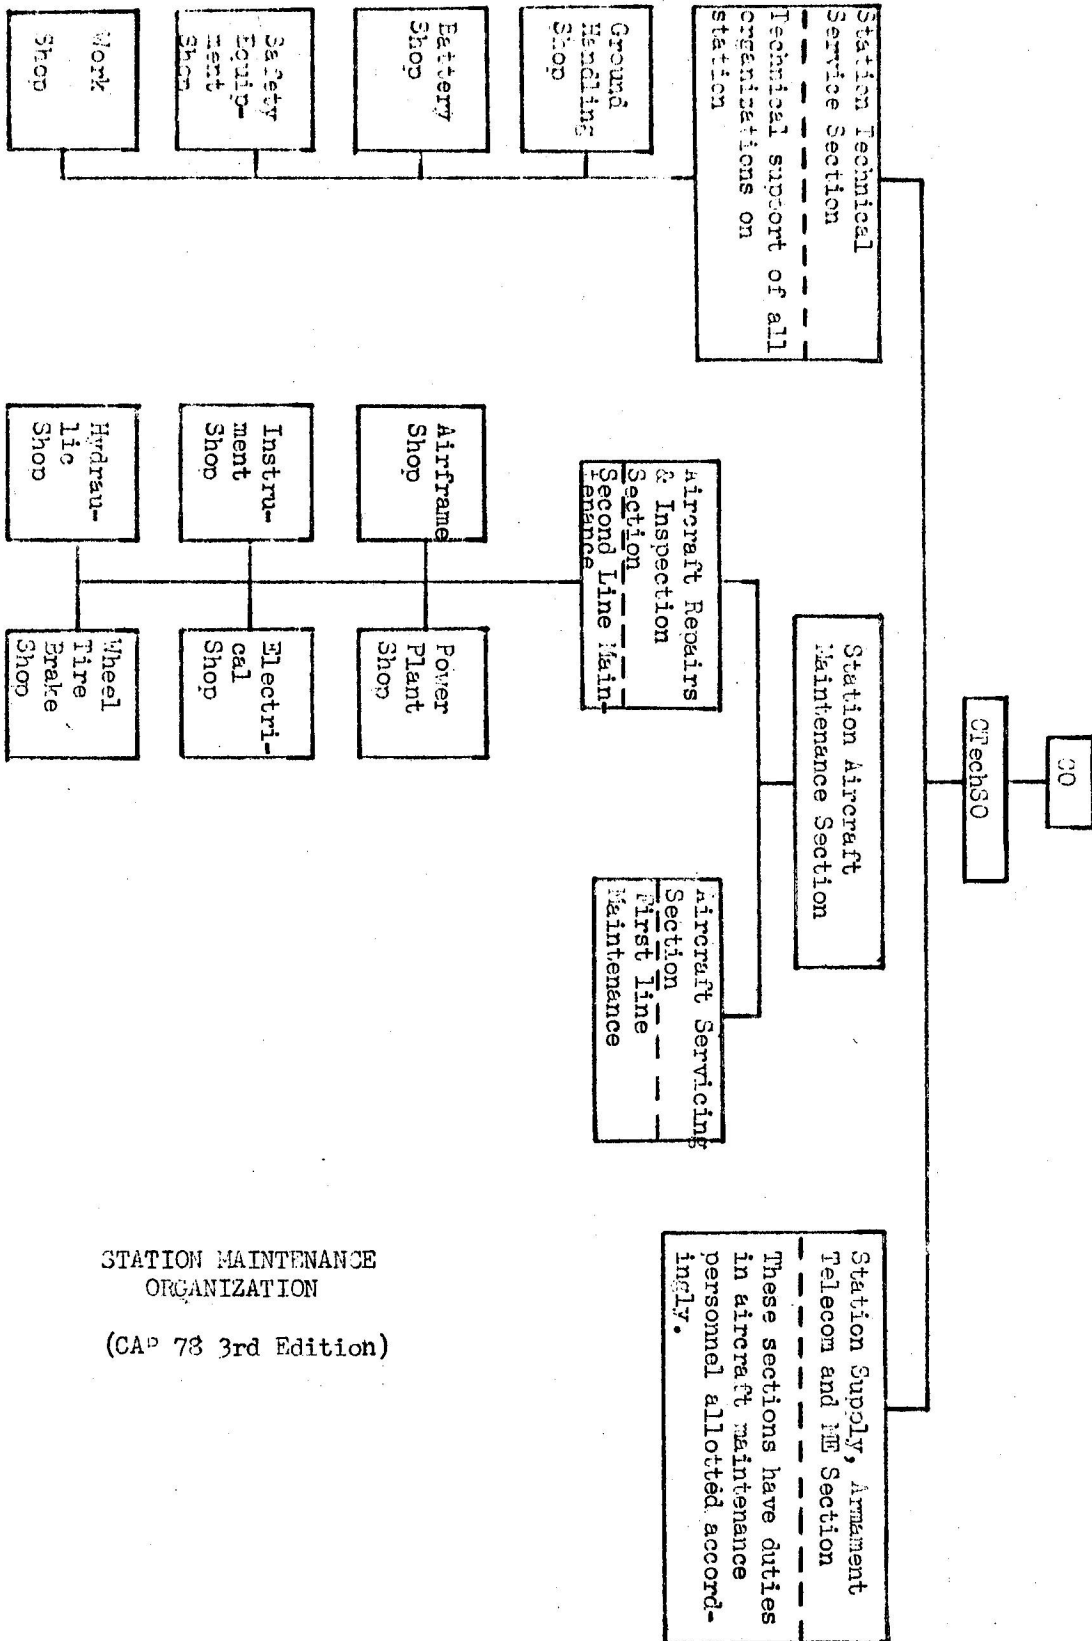 CO
CTechSO
Station Technical
Service Section
Technical support of all
organizations on
station
Ground
Handling
Shop
Battery
Shop
Safety
Equip-
ment
Shop
Work
Shop
Station Aircraft
Maintenance Section
Aircraft Repairs
& Inspection
Section
Second Line Main-
tenance
Airframe
Shop
Power
Plant
Shop
Instru-
ment
Shop
Electri-
cal
Shop
Hydrau-
lic
Shop
Wheel
Tire
Brake
Shop
Aircraft Servicing
Section
First line
Maintenance
Station Supply, Armament
Telecom and ME Section
These sections have duties
in aircraft maintenance
personnel allotted accord-
ingly.
STATION MAINTENANCE
ORGANIZATION
(CAP 78 3rd Edition)